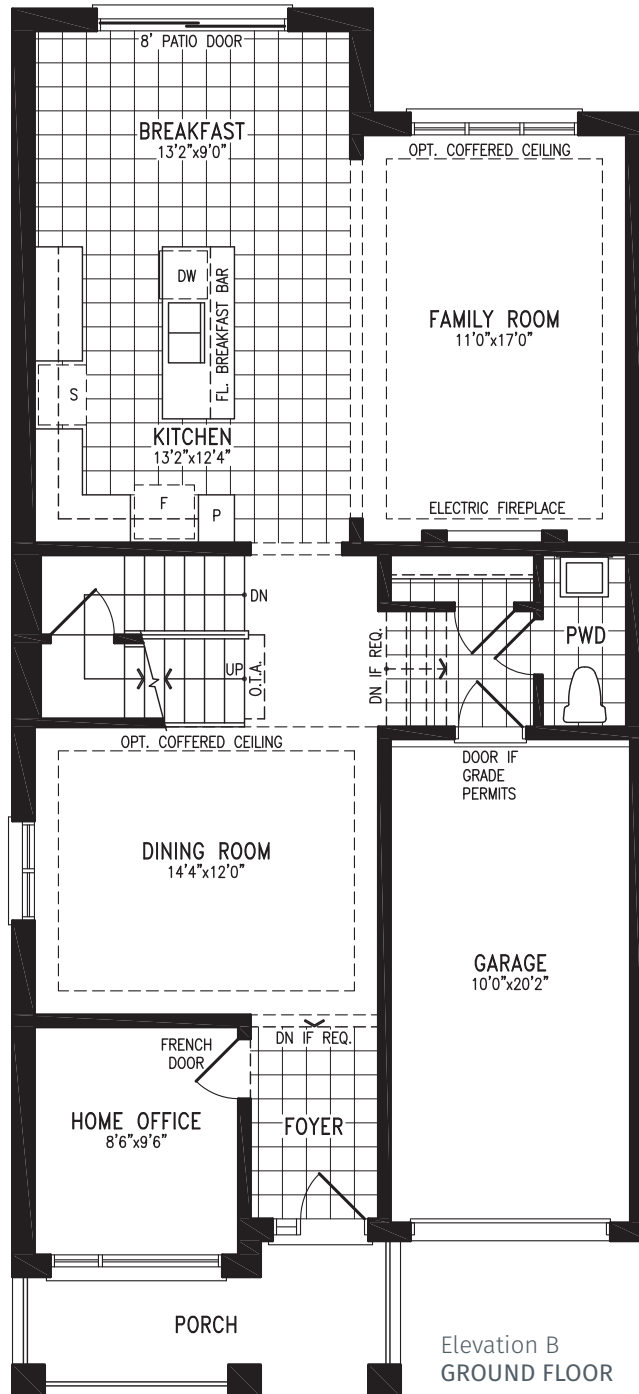 8' PATIO DOOR
BREAKFAST
13'2"x9'0"
OPT. COFFERED CEILING
DW
FL. BREAKFAST BAR
FAMILY ROOM
11'0"x17'0"
S
KITCHEN
13'2"x12'4"
F
P
ELECTRIC FIREPLACE
DN
UP
O.T.A.
DN IF REQ.
PWD
OPT. COFFERED CEILING
DOOR IF
GRADE
PERMITS
DINING ROOM
14'4"x12'0"
GARAGE
10'0"x20'2"
FRENCH
DOOR
DN IF REQ.
HOME OFFICE
8'6"x9'6"
FOYER
PORCH
Elevation B
GROUND FLOOR